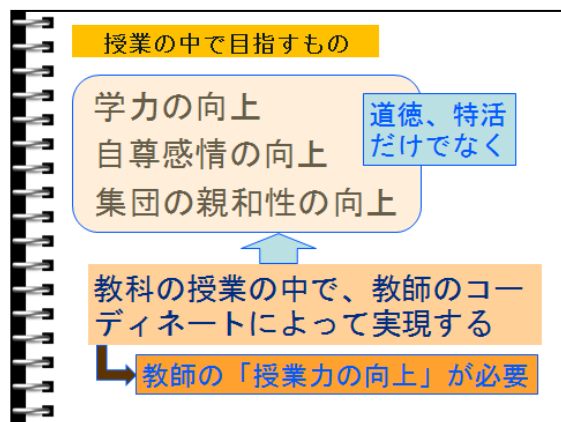 授業の中で目指すもの
学力の向上
自尊感情の向上
集団の親和性の向上
道徳、特活
だけでなく
教科の授業の中で、教師のコー
ディネートによって実現する
教師の「授業力の向上」が必要